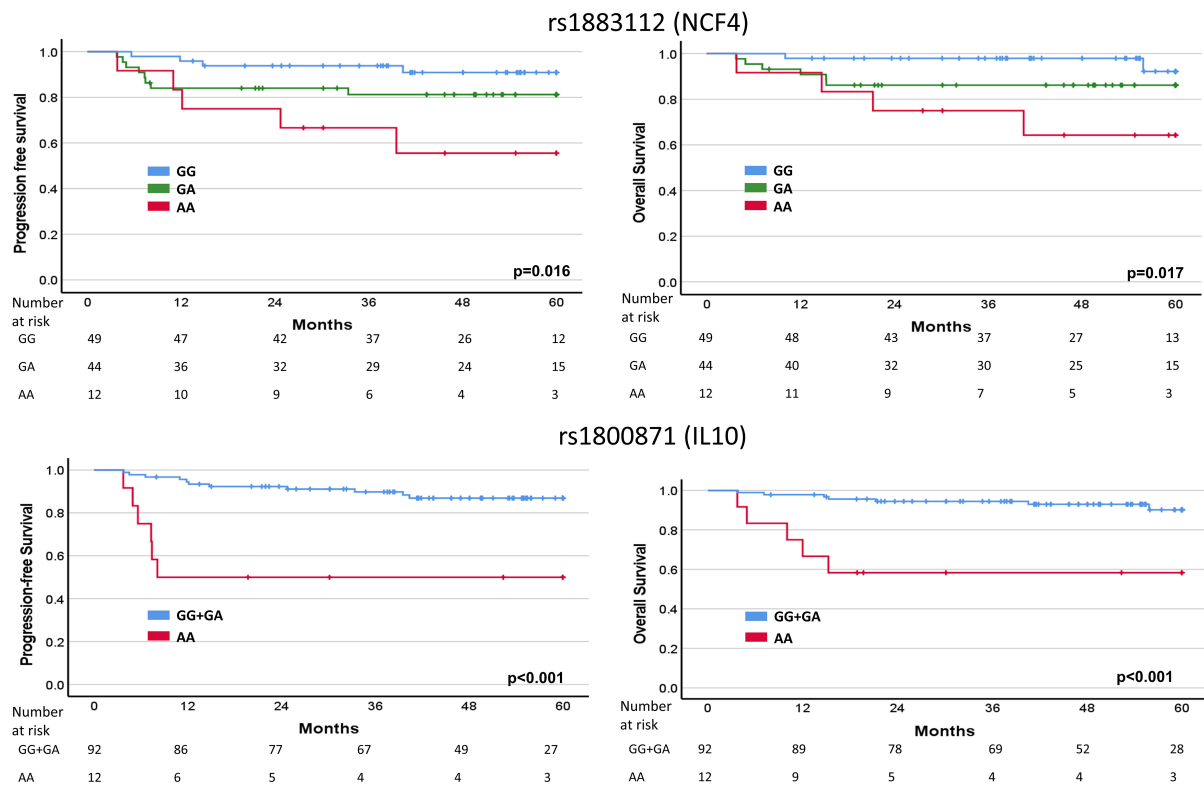 rs1883112 (NCF4)
Progression free survival
1.0
0.8
0.6
0.4
0.2
0.0
GG
GA
AA
p=0.016
0 12 24 36 48 60
Months
Number
at risk
GG 49 47 42 37 26 12
GA 44 36 32 29 24 15
AA 12 10 9 6 4 3
Overall Survival
1.0
0.8
0.6
0.4
0.2
0.0
GG
GA
AA
p=0.017
0 12 24 36 48 60
Months
Number
at risk
GG 49 48 43 37 27 13
GA 44 40 32 30 25 15
AA 12 11 9 7 5 3
rs1800871 (IL10)
Progression-free Survival
1.0
0.8
0.6
0.4
0.2
0.0
GG+GA
AA
p<0.001
0 12 24 36 48 60
Months
Number
at risk
GG+GA 92 86 77 67 49 27
AA 12 6 5 4 4 3
Overall Survival
1.0
0.8
0.6
0.4
0.2
0.0
GG+GA
AA
p<0.001
0 12 24 36 48 60
Months
Number
at risk
GG+GA 92 89 78 69 52 28
AA 12 9 5 4 4 3